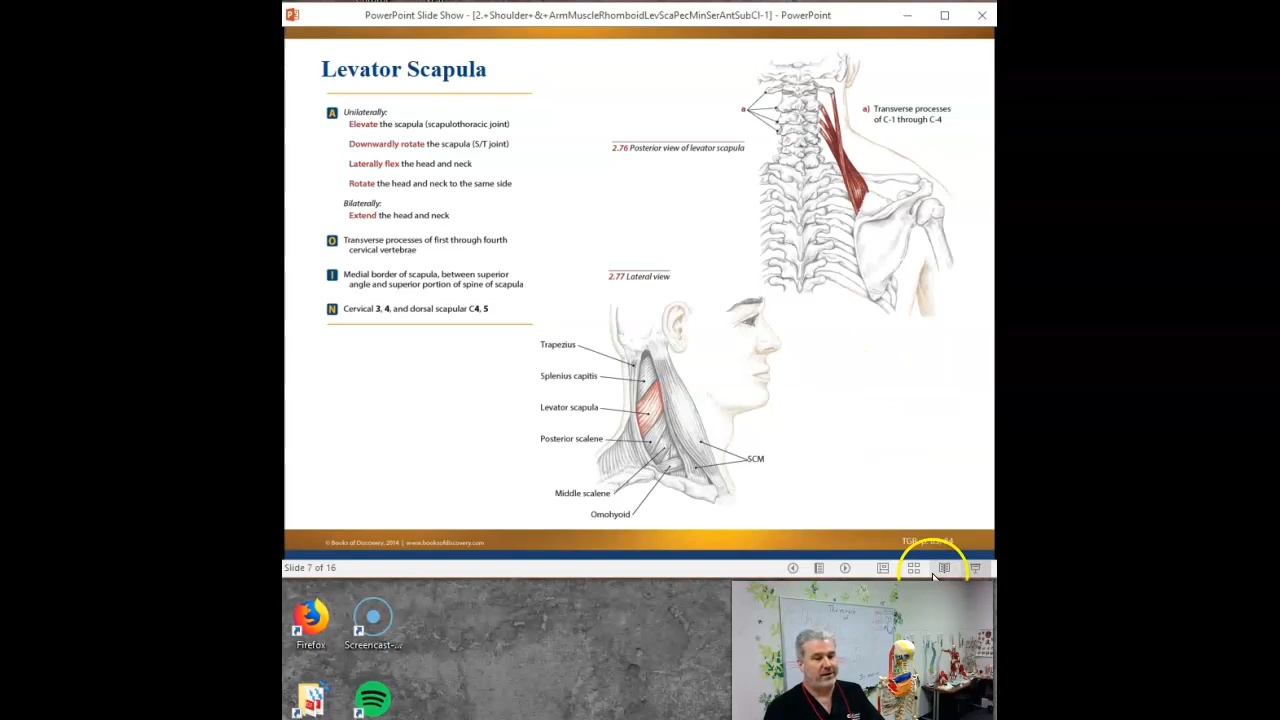 PowerPoint Slide Show - [2.+Shoulder+&+ArmMuscleRhomboidLevScaPecMinSerAntSubCl-1] - PowerPoint
Levator Scapula
A Unilaterally:
Elevate the scapula (scapulothoracic joint)
Downwardly rotate the scapula (S/T joint)
Laterally flex the head and neck
Rotate the head and neck to the same side
Bilaterally:
Extend the head and neck
O Transverse processes of first through fourth
cervical vertebrae
I Medial border of scapula, between superior
angle and superior portion of spine of scapula
N Cervical 3, 4, and dorsal scapular C4, 5
a
a) Transverse processes
of C-1 through C-4
2.76 Posterior view of levator scapula
2.77 Lateral view
Trapezius
Splenius capitis
Levator scapula
Posterior scalene
SCM
Middle scalene
Omohyoid
© Books of Discovery, 2014 | www.booksofdiscovery.com
TGB
Slide 7 of 16
Firefox
Screencast-...